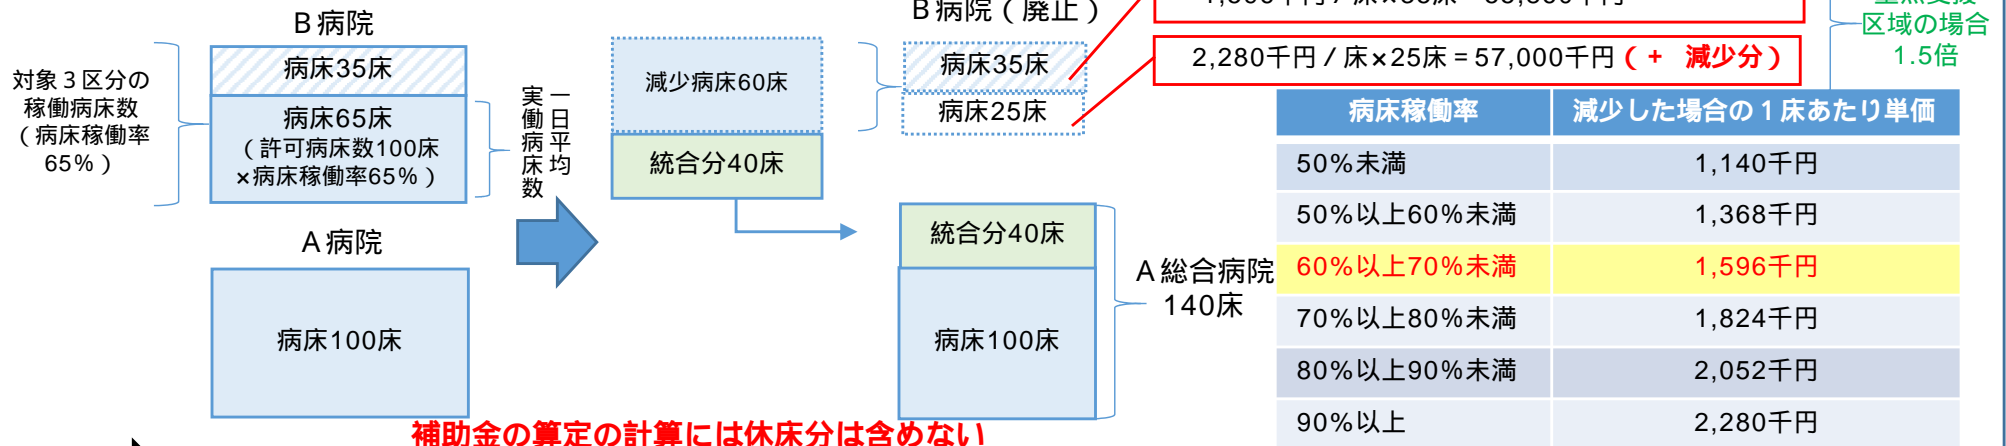 B病院
病床35床
病床65床
(許可病床数100床
×病床稼働率65%)
対象3区分の
稼働病床数
(病床稼働率
65%)
一日平均
実働病床数
A病院
病床100床
減少病床60床
統合分40床
B病院(廃止)
病床35床
病床25床
統合分40床
病床100床
A総合病院
140床
2,280千円/床×25床=57,000千円(+ 減少分)
区域の場合
1.5倍
病床稼働率 減少した場合の1床あたり単価
50%未満 1,140千円
50%以上60%未満 1,368千円
60%以上70%未満 1,596千円
70%以上80%未満 1,824千円
80%以上90%未満 2,052千円
90%以上 2,280千円
補助金の算定の計算には休床分は含めない